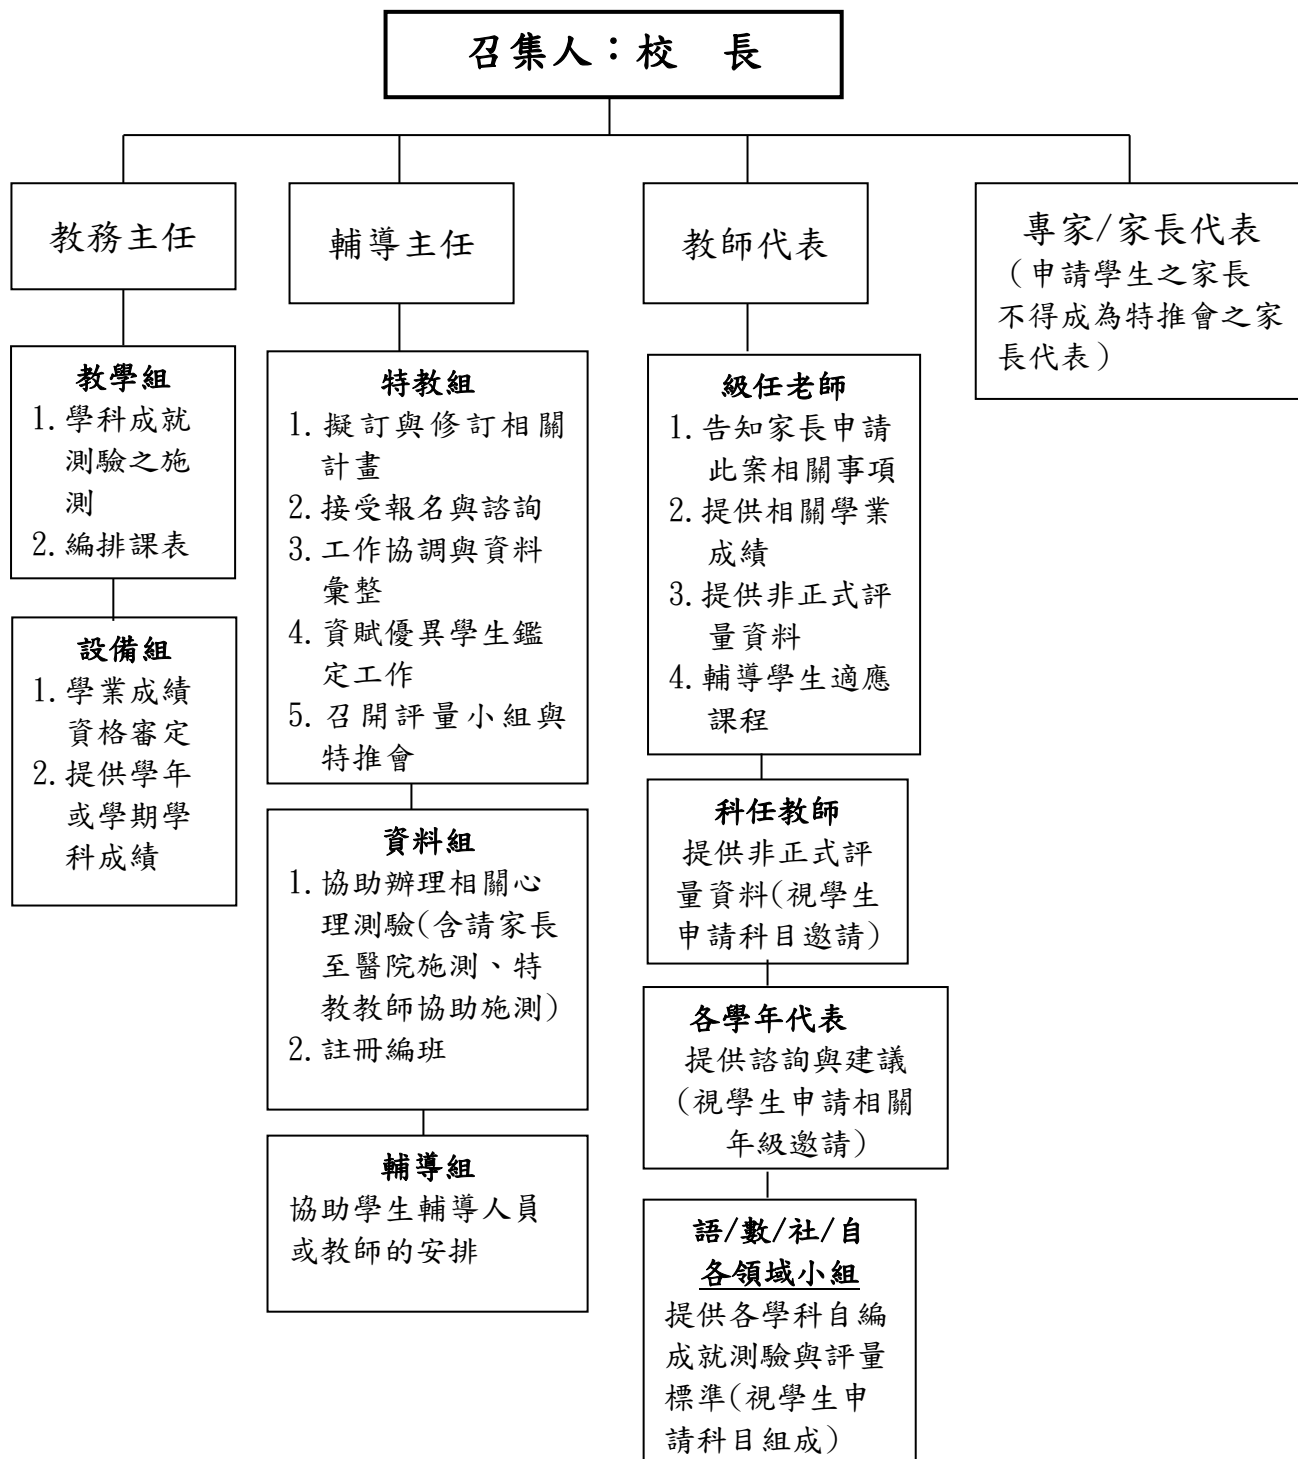 召集人：校　長
教務主任
輔導主任
教師代表
專家/家長代表
（申請學生之家長
不得成為特推會之家
長代表）
教學組
1.學科成就
測驗之施
測
2.編排課表
設備組
1.學業成績
資格審定
2.提供學年
或學期學
科成績
特教組
1.擬訂與修訂相關
計畫
2.接受報名與諮詢
3.工作協調與資料
彙整
4.資賦優異學生鑑
定工作
5.召開評量小組與
特推會
資料組
1.協助辦理相關心
理測驗(含請家長
至醫院施測、特
教教師協助施測)
2.註冊編班
輔導組
協助學生輔導人員
或教師的安排
級任老師
1.告知家長申請
此案相關事項
2.提供相關學業
成績
3.提供非正式評
量資料
4.輔導學生適應
課程
科任教師
提供非正式評
量資料(視學生
申請科目邀請)
各學年代表
提供諮詢與建議
(視學生申請相關
年級邀請)
語/數/社/自
各領域小組
提供各學科自編
成就測驗與評量
標準(視學生申
請科目組成)